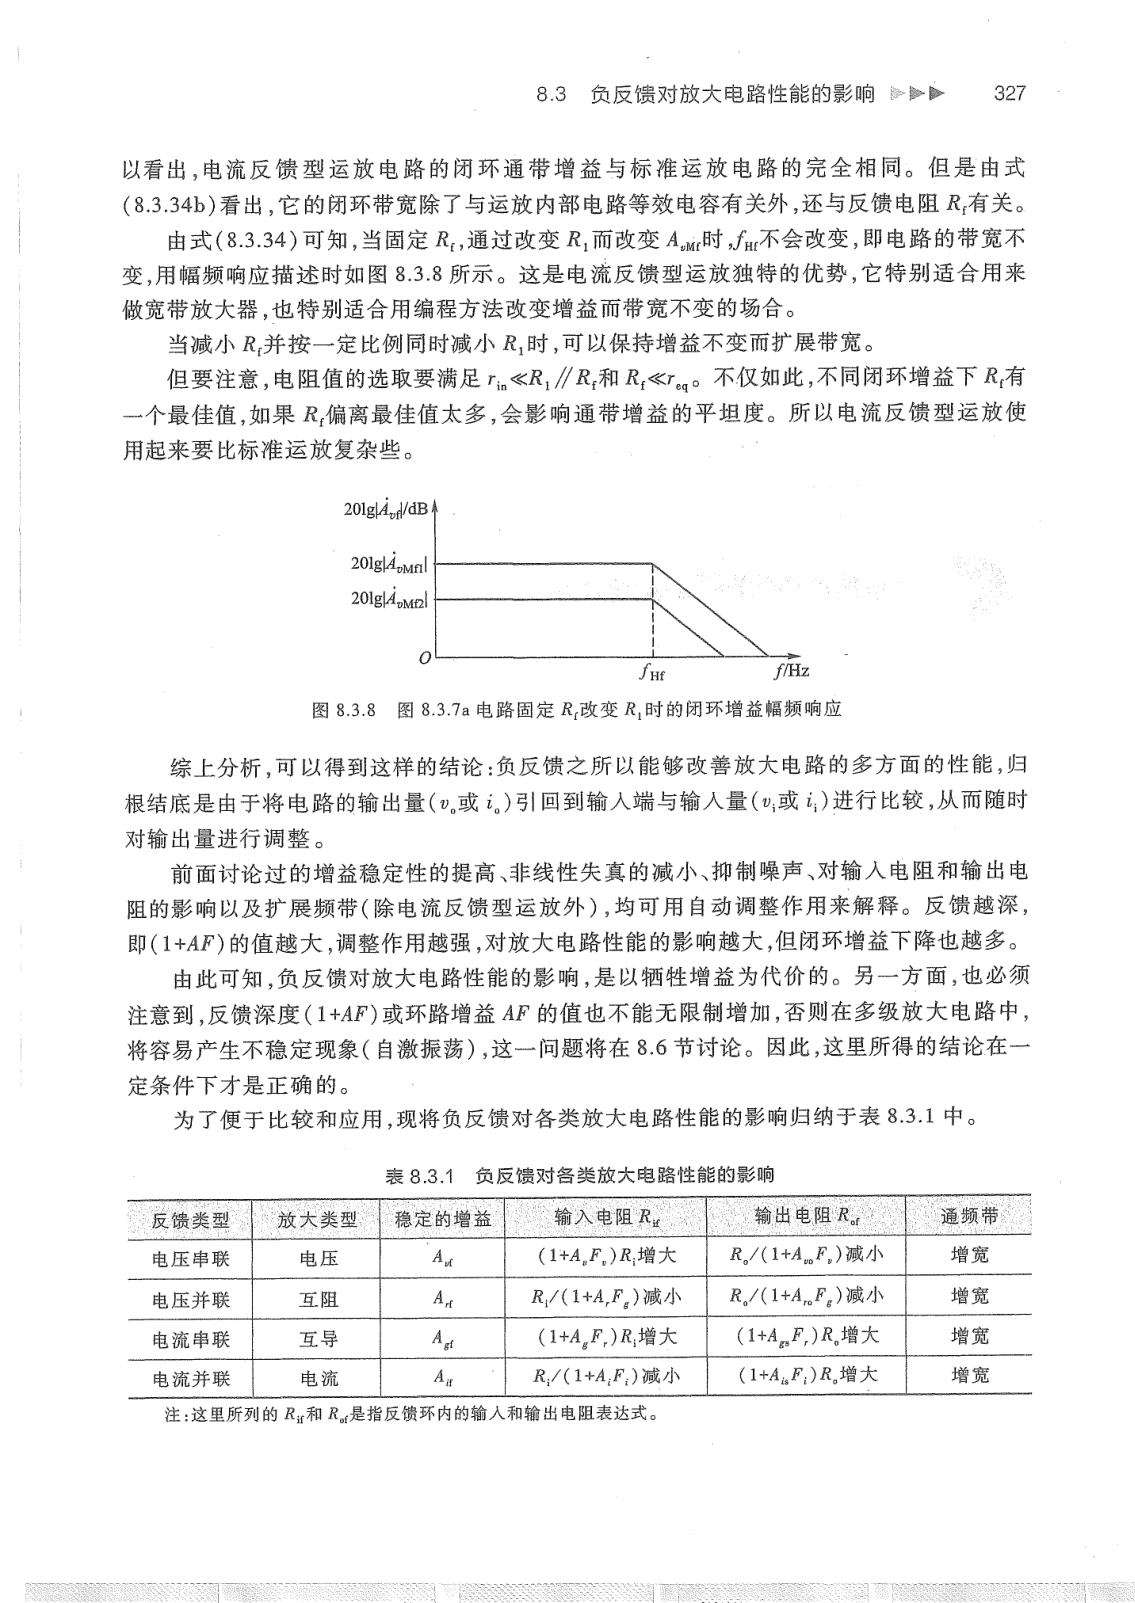 8.3 负反馈对放大电路性能的影响 327
以看出,电流反馈型运放电路的闭环通带增益与标准运放电路的完全相同。但是由式
(8.3.34b)看出,它的闭环带宽除了与运放内部电路等效电容有关外,还与反馈电阻 Rf有关。
由式(8.3.34)可知,当固定 Rf,通过改变 R1而改变 AvMf时,fHf不会改变,即电路的带宽不
变,用幅频响应描述时如图 8.3.8 所示。这是电流反馈型运放独特的优势,它特别适合用来
做宽带放大器,也特别适合用编程方法改变增益而带宽不变的场合。
当减小 Rf并按一定比例同时减小 R1时,可以保持增益不变而扩展带宽。
但要注意,电阻值的选取要满足 rin≪R1∥Rf和 Rf≪req。不仅如此,不同闭环增益下 Rf有
一个最佳值,如果 Rf偏离最佳值太多,会影响通带增益的平坦度。所以电流反馈型运放使
用起来要比标准运放复杂些。
20lg|Ȧvf|/dB
20lg|ȦvMf1|
20lg|ȦvMf2|
O
fHf
f/Hz
图 8.3.8 图 8.3.7a 电路固定 Rf改变 R1时的闭环增益幅频响应
综上分析,可以得到这样的结论:负反馈之所以能够改善放大电路的多方面的性能,归
根结底是由于将电路的输出量(vo或 io)引回到输入端与输入量(vi或 ii)进行比较,从而随时
对输出量进行调整。
前面讨论过的增益稳定性的提高、非线性失真的减小、抑制噪声、对输入电阻和输出电
阻的影响以及扩展频带(除电流反馈型运放外),均可用自动调整作用来解释。反馈越深,
即(1+AF)的值越大,调整作用越强,对放大电路性能的影响越大,但闭环增益下降也越多。
由此可知,负反馈对放大电路性能的影响,是以牺牲增益为代价的。另一方面,也必须
注意到,反馈深度(1+AF)或环路增益 AF 的值也不能无限制增加,否则在多级放大电路中,
将容易产生不稳定现象(自激振荡),这一问题将在 8.6 节讨论。因此,这里所得的结论在一
定条件下才是正确的。
为了便于比较和应用,现将负反馈对各类放大电路性能的影响归纳于表 8.3.1 中。
表 8.3.1 负反馈对各类放大电路性能的影响
反馈类型 放大类型 稳定的增益 输入电阻 Rif 输出电阻 Rof 通频带
电压串联 电压 Avf (1+AvFv)Ri增大 Ro/(1+AvoFv)减小 增宽
电压并联 互阻 Arf Ri/(1+ArFg)减小 Ro/(1+AroFg)减小 增宽
电流串联 互导 Agf (1+AgFr)Ri增大 (1+AgsFr)Ro增大 增宽
电流并联 电流 Aif Ri/(1+AiFi)减小 (1+AisFi)Ro增大 增宽
注:这里所列的 Rif和 Rof是指反馈环内的输入和输出电阻表达式。